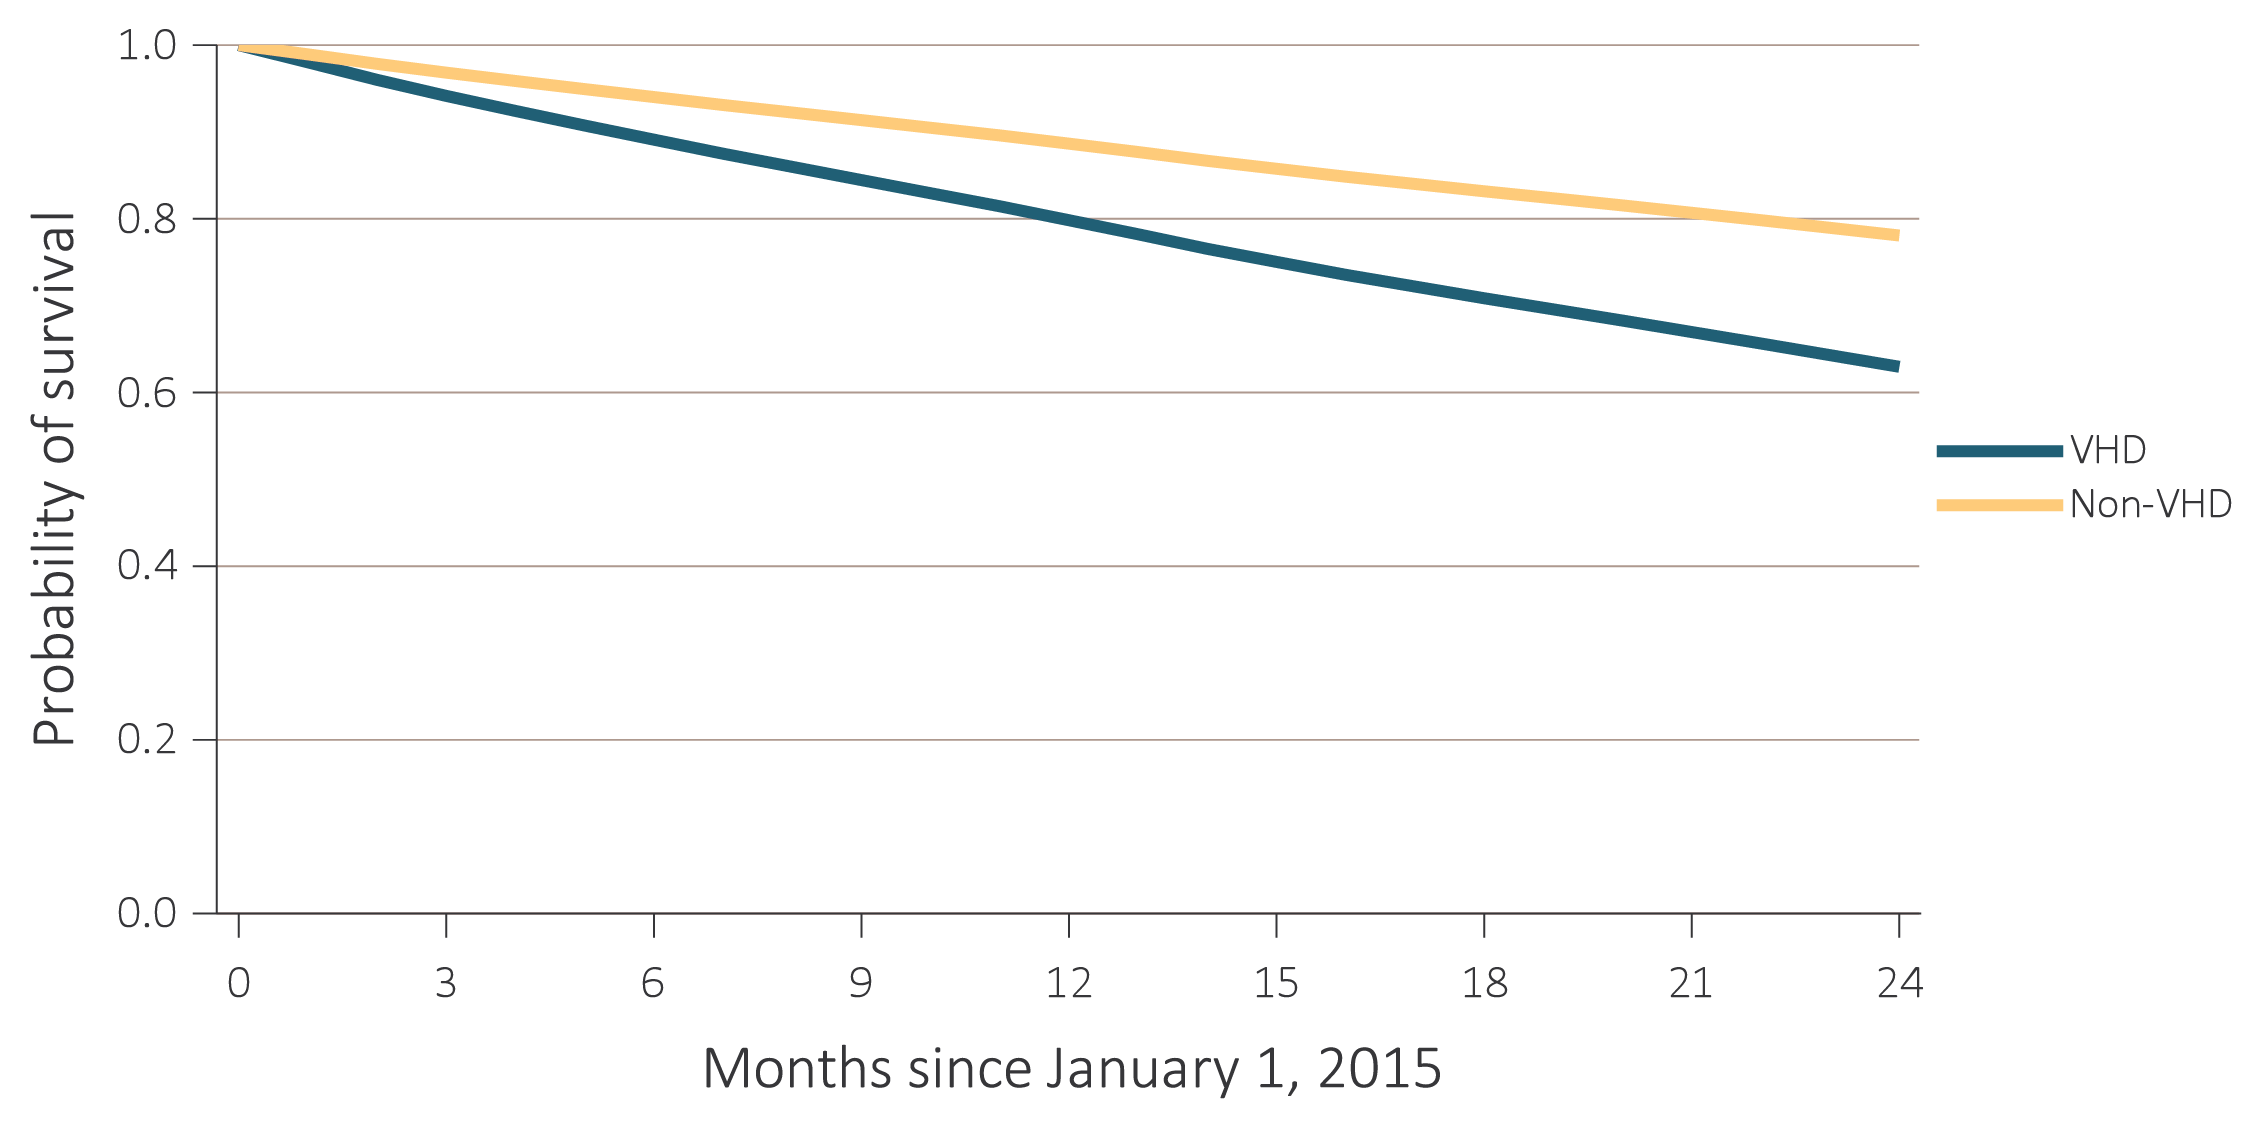 Probability of survival
1.0
0.8
0.6
0.4
0.2
0.0
0 3 6 9 12 15 18 21 24
Months since January 1, 2015
VHD
Non-VHD